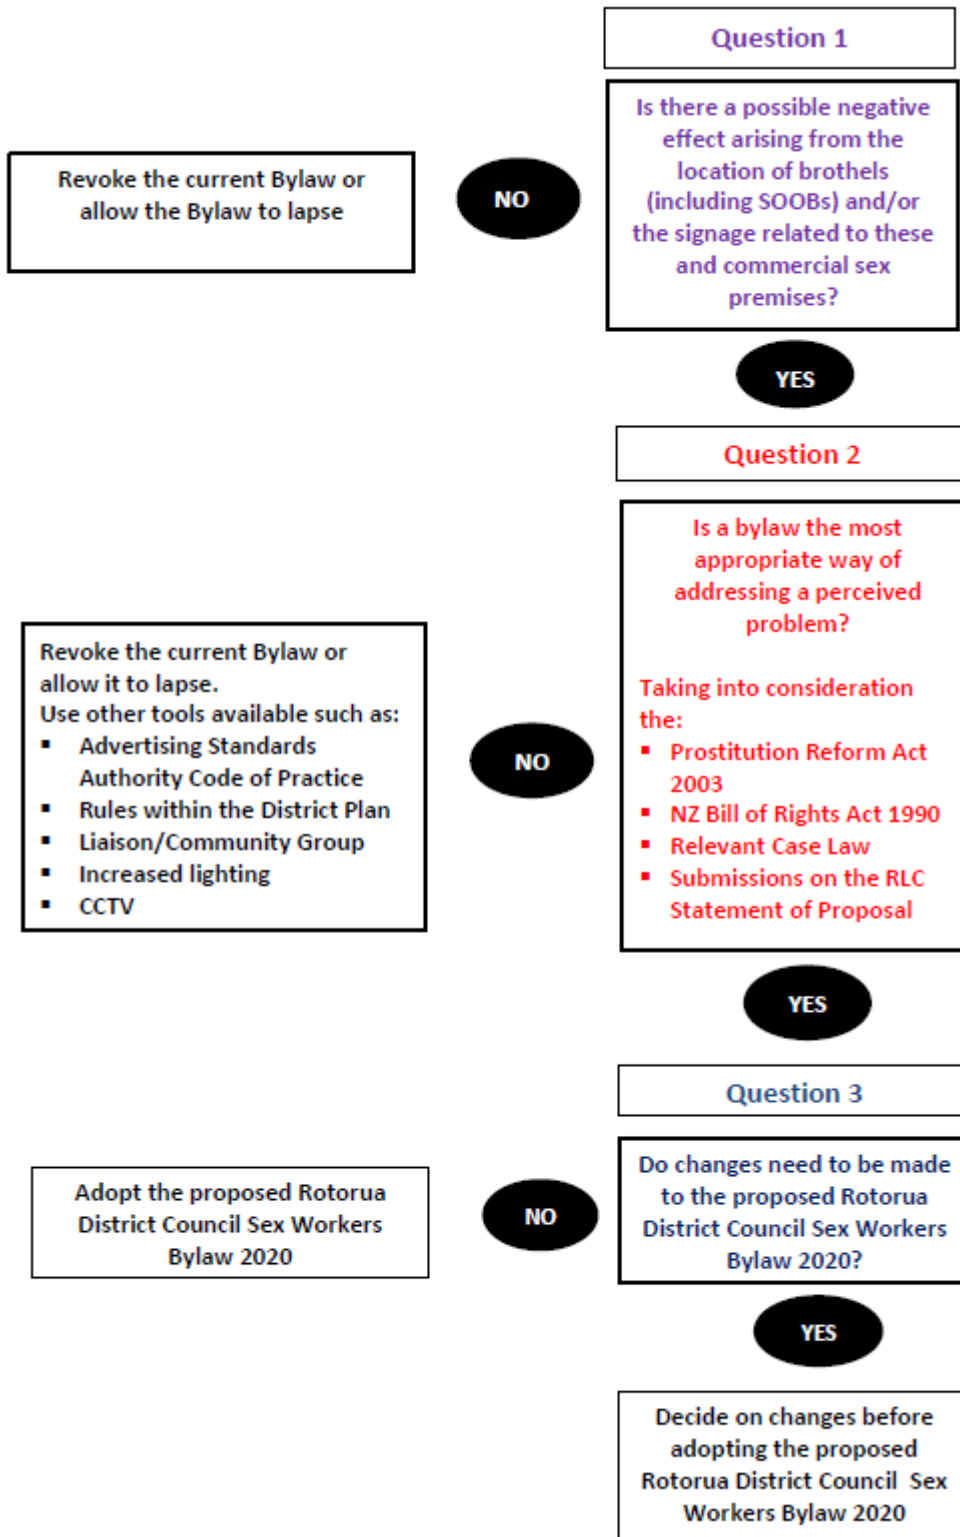 Question 1
Is there a possible negative
effect arising from the
location of brothels
(including SOOBs) and/or
the signage related to these
and commercial sex
premises?
NO
Revoke the current Bylaw or
allow the Bylaw to lapse
YES
Question 2
Is a bylaw the most
appropriate way of
addressing a perceived
problem?
Taking into consideration
the:
▪ Prostitution Reform Act
2003
▪ NZ Bill of Rights Act 1990
▪ Relevant Case Law
▪ Submissions on the RLC
Statement of Proposal
NO
Revoke the current Bylaw or
allow it to lapse.
Use other tools available such as:
▪ Advertising Standards
Authority Code of Practice
▪ Rules within the District Plan
▪ Liaison/Community Group
▪ Increased lighting
▪ CCTV
YES
Question 3
Do changes need to be made
to the proposed Rotorua
District Council Sex Workers
Bylaw 2020?
NO
Adopt the proposed Rotorua
District Council Sex Workers
Bylaw 2020
YES
Decide on changes before
adopting the proposed
Rotorua District Council Sex
Workers Bylaw 2020